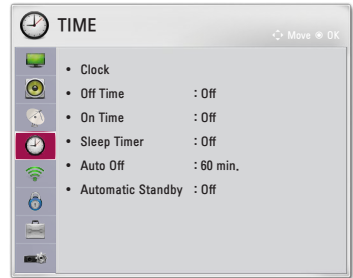 TIME
Move OK
• Clock
• Off Time : Off
• On Time : Off
• Sleep Timer : Off
• Auto Off : 60 min.
• Automatic Standby : Off